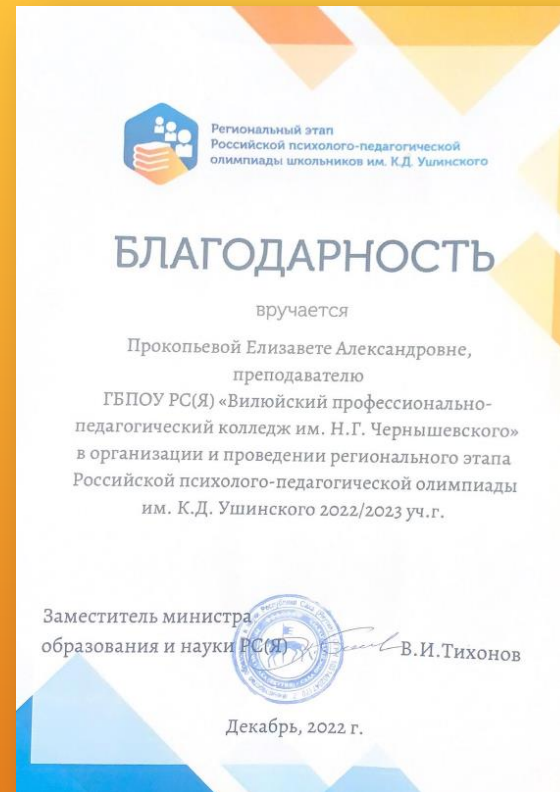 Региональный этап
Российской психолого-педагогической
олимпиады школьников им. К.Д. Ушинского
БЛАГОДАРНОСТЬ
вручается
Прокопьевой Елизавете Александровне,
преподавателю
ГБПОУ РС(Я) «Вилюйский профессионально-
педагогический колледж им. Н.Г. Чернышевского»
в организации и проведении регионального этапа
Российской психолого-педагогической олимпиады
им. К.Д. Ушинского 2022/2023 уч.г.
Заместитель министра
образования и науки РС(Я) В.И.Тихонов
Декабрь, 2022 г.